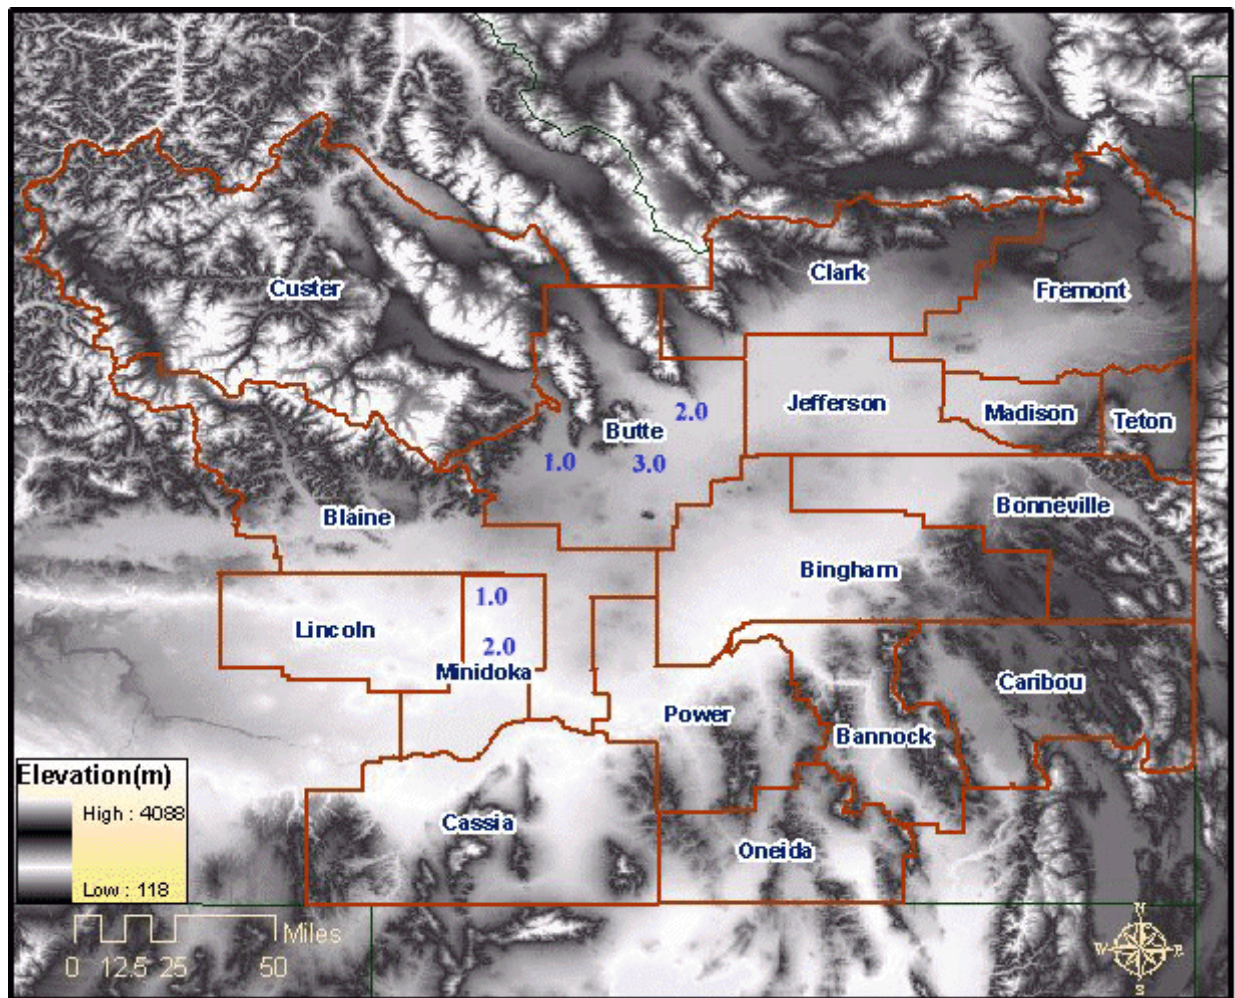 Custer
Clark
Fremont
Jefferson
Madison
Teton
Butte
2.0
1.0
3.0
Blaine
Bonneville
Bingham
1.0
Lincoln
2.0
Minidoka
Caribou
Power
Bannock
Cassia
Oneida
Elevation(m)
High : 4088
Low : 118
Miles
0 12.5 25 50
N
W E
S